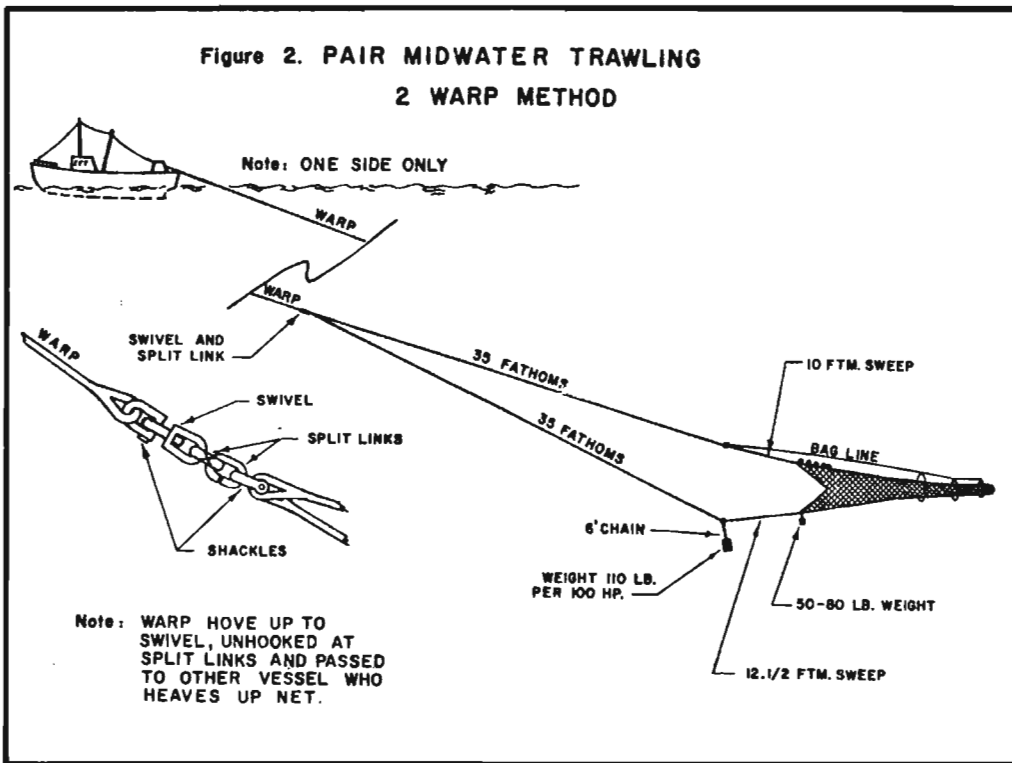 Figure 2. PAIR MIDWATER TRAWLING
2 WARP METHOD
Note: ONE SIDE ONLY
WARP
WARP
SWIVEL AND
SPLIT LINK
35 FATHOMS
35 FATHOMS
10 FTM. SWEEP
BAG LINE
WARP
SWIVEL
SPLIT LINKS
SHACKLES
6' CHAIN
WEIGHT 110 LB.
PER 100 HP.
50-80 LB. WEIGHT
12.1/2 FTM. SWEEP
Note: WARP HOVE UP TO
SWIVEL, UNHOOKED AT
SPLIT LINKS AND PASSED
TO OTHER VESSEL WHO
HEAVES UP NET.